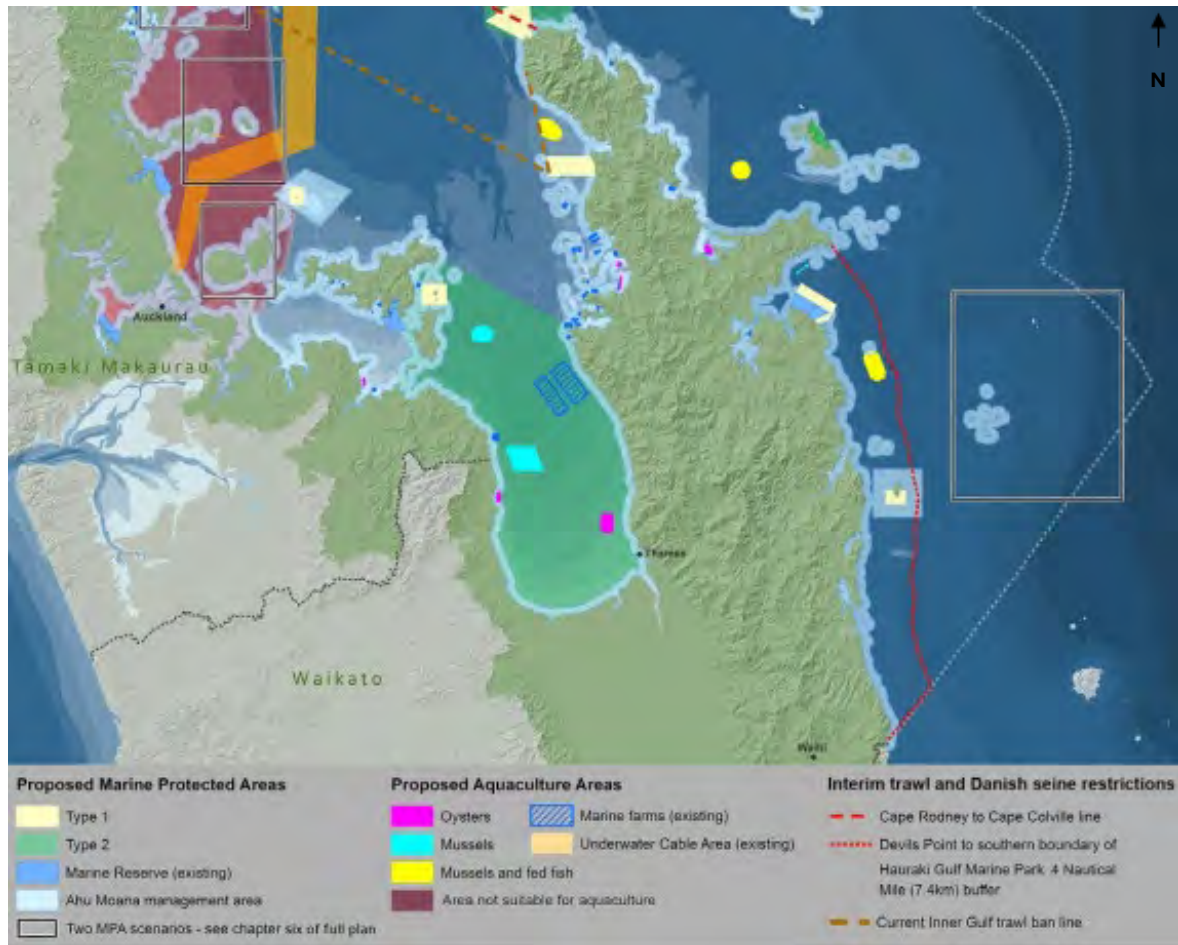 N
Auckland
Tāmaki Makaurau
Thames
Waikato
Waihi
Proposed Marine Protected Areas
Type 1
Type 2
Marine Reserve (existing)
Ahu Moana management area
Two MPA scenarios - see chapter six of full plan
Proposed Aquaculture Areas
Oysters
Mussels
Mussels and fed fish
Area not suitable for aquaculture
Marine farms (existing)
Underwater Cable Area (existing)
Interim trawl and Danish seine restrictions
Cape Rodney to Cape Colville line
Devils Point to southern boundary of
Hauraki Gulf Marine Park. 4 Nautical
Mile (7.4km) buffer
Current Inner Gulf trawl ban line